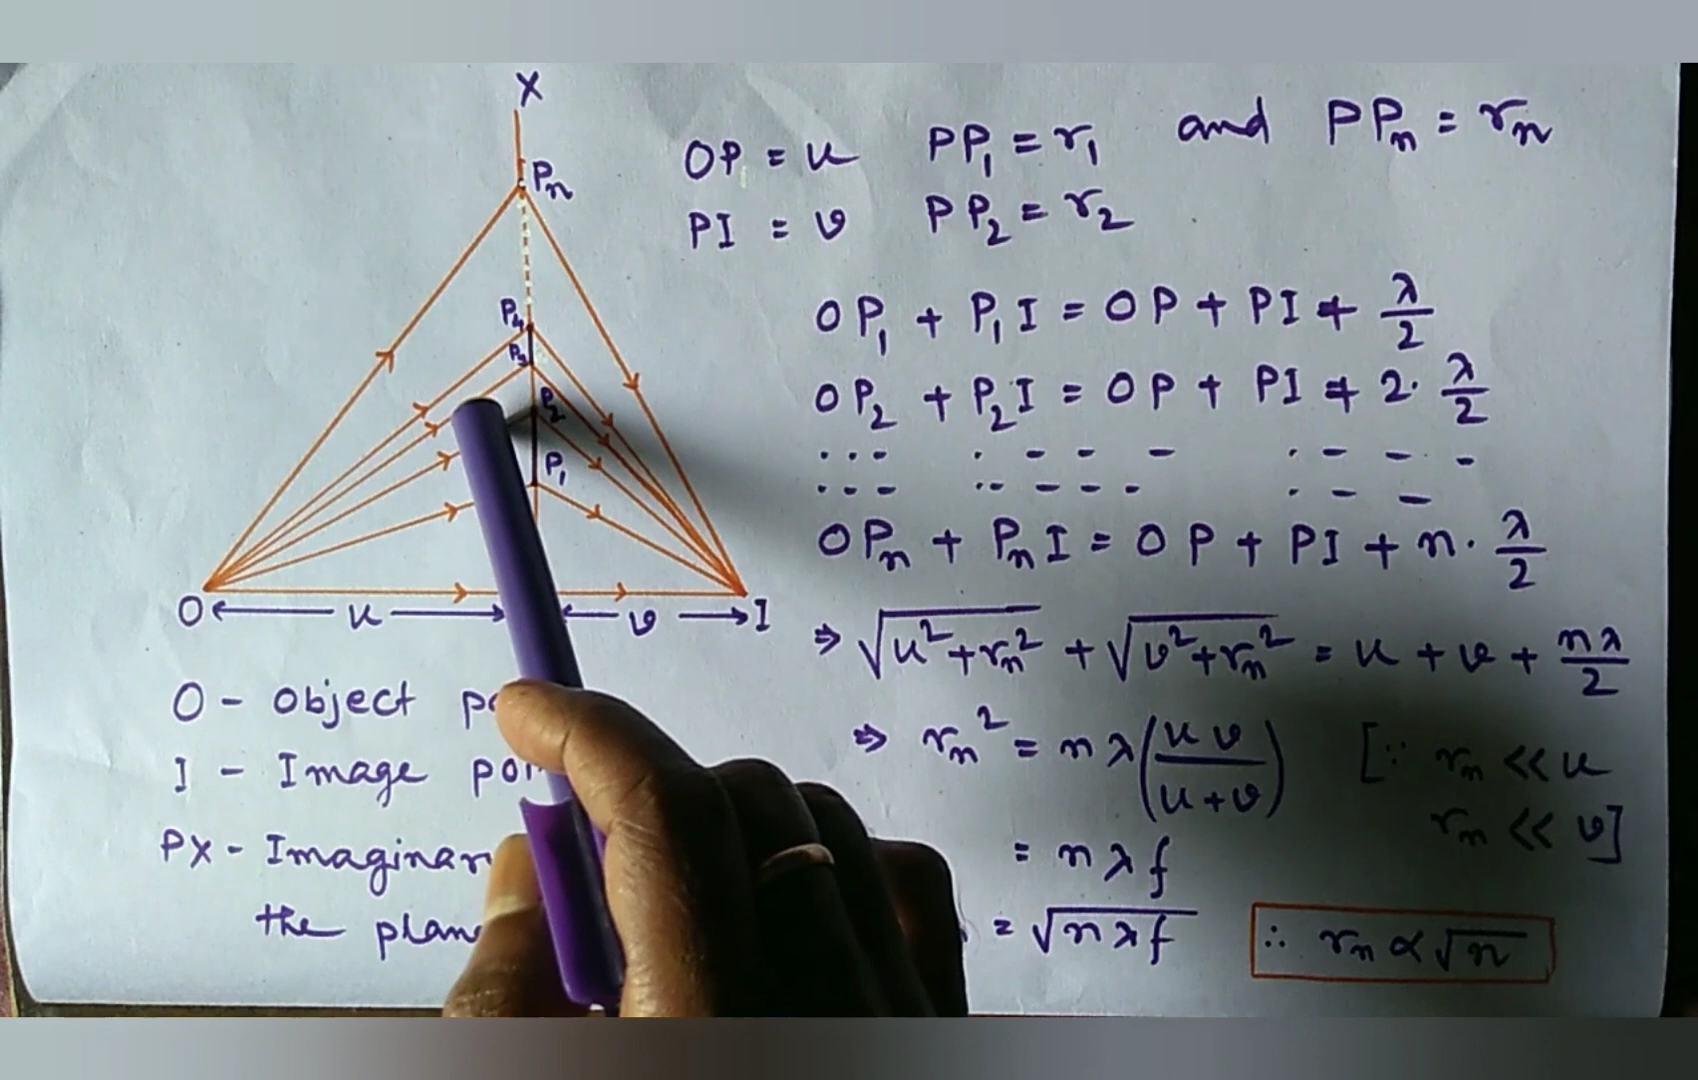 X
Pn
P4
P3
P2
P1
O u v I
O - object
I - Image
PX -
the
OP = u PP1 = r1 and PPn = rn
PI = v PP2 = r2
OP1 + P1I = OP + PI + λ/2
OP2 + P2I = OP + PI + 2· λ/2
OPn + PnI = OP + PI + n· λ/2
⇒ √(u²+rn²) + √(v²+rn²) = u + v + nλ/2
⇒ rn² = nλ(uv/(u+v)) [∵ rn << u
rn << v]
= nλf
= √nλf ∴ rn ∝ √n